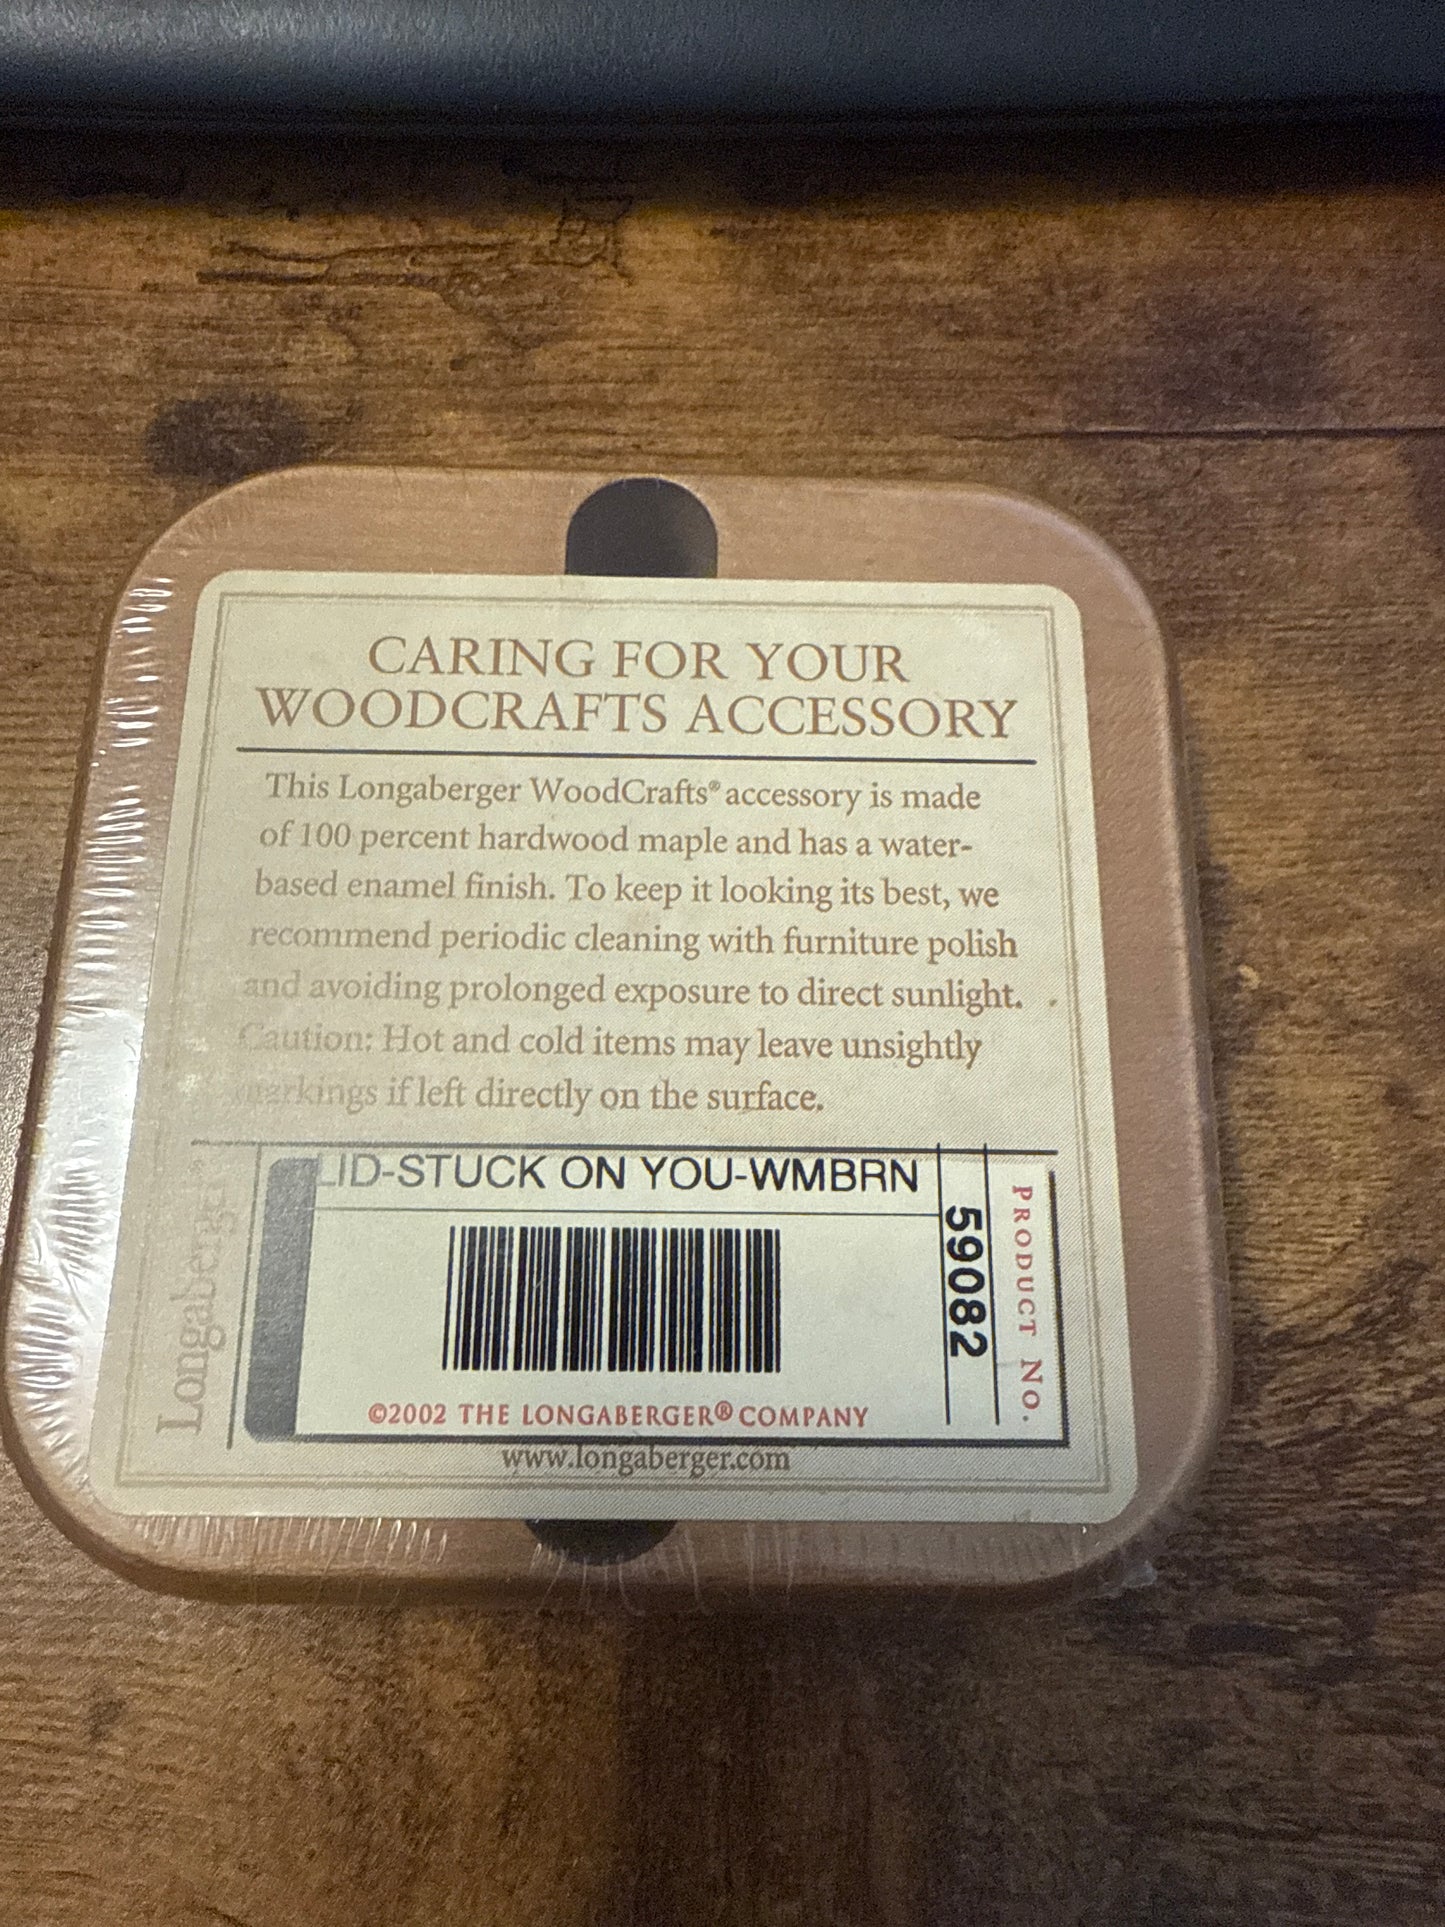 CARING FOR YOUR
WOODCRAFTS ACCESSORY
This Longaberger WoodCrafts® accessory is made
of 100 percent hardwood maple and has a water-
based enamel finish. To keep it looking its best, we
recommend periodic cleaning with furniture polish
and avoiding prolonged exposure to direct sunlight.
Caution: Hot and cold items may leave unsightly
markings if left directly on the surface.
LID-STUCK ON YOU-WMBRN
59082
PRODUCT NO.
Longaberger®
©2002 THE LONGABERGER® COMPANY
www.longaberger.com